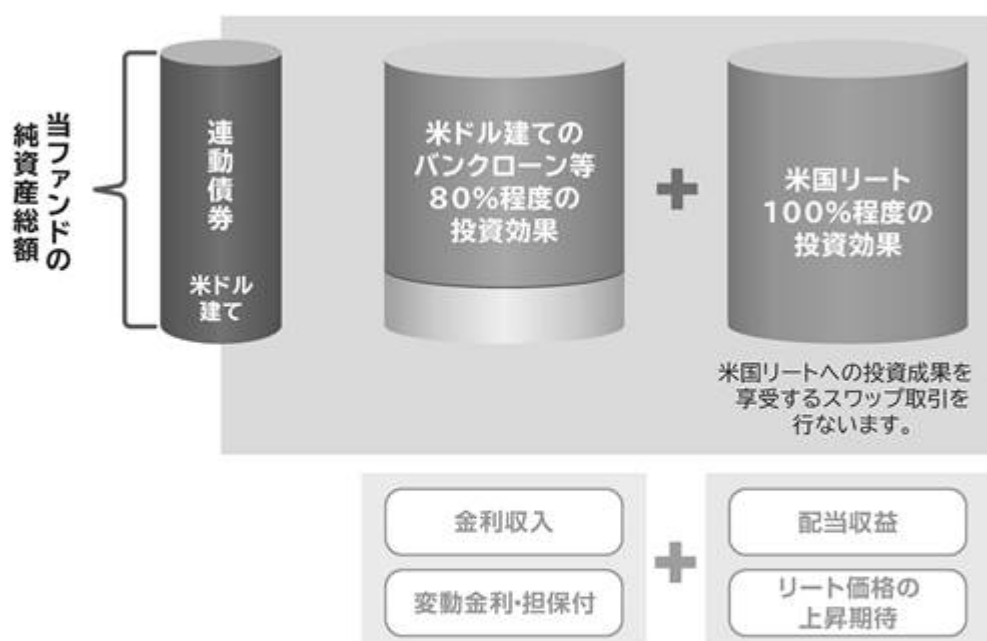 当ファンドの
純資産総額
連動債券
米ドル
建て
米ドル建ての
バンクローン等
80%程度の
投資効果
+
米国リート
100%程度の
投資効果
米国リートへの投資成果を
享受するスワップ取引を
行ないます。
金利収入
変動金利・担保付
+
配当収益
リート価格の
上昇期待